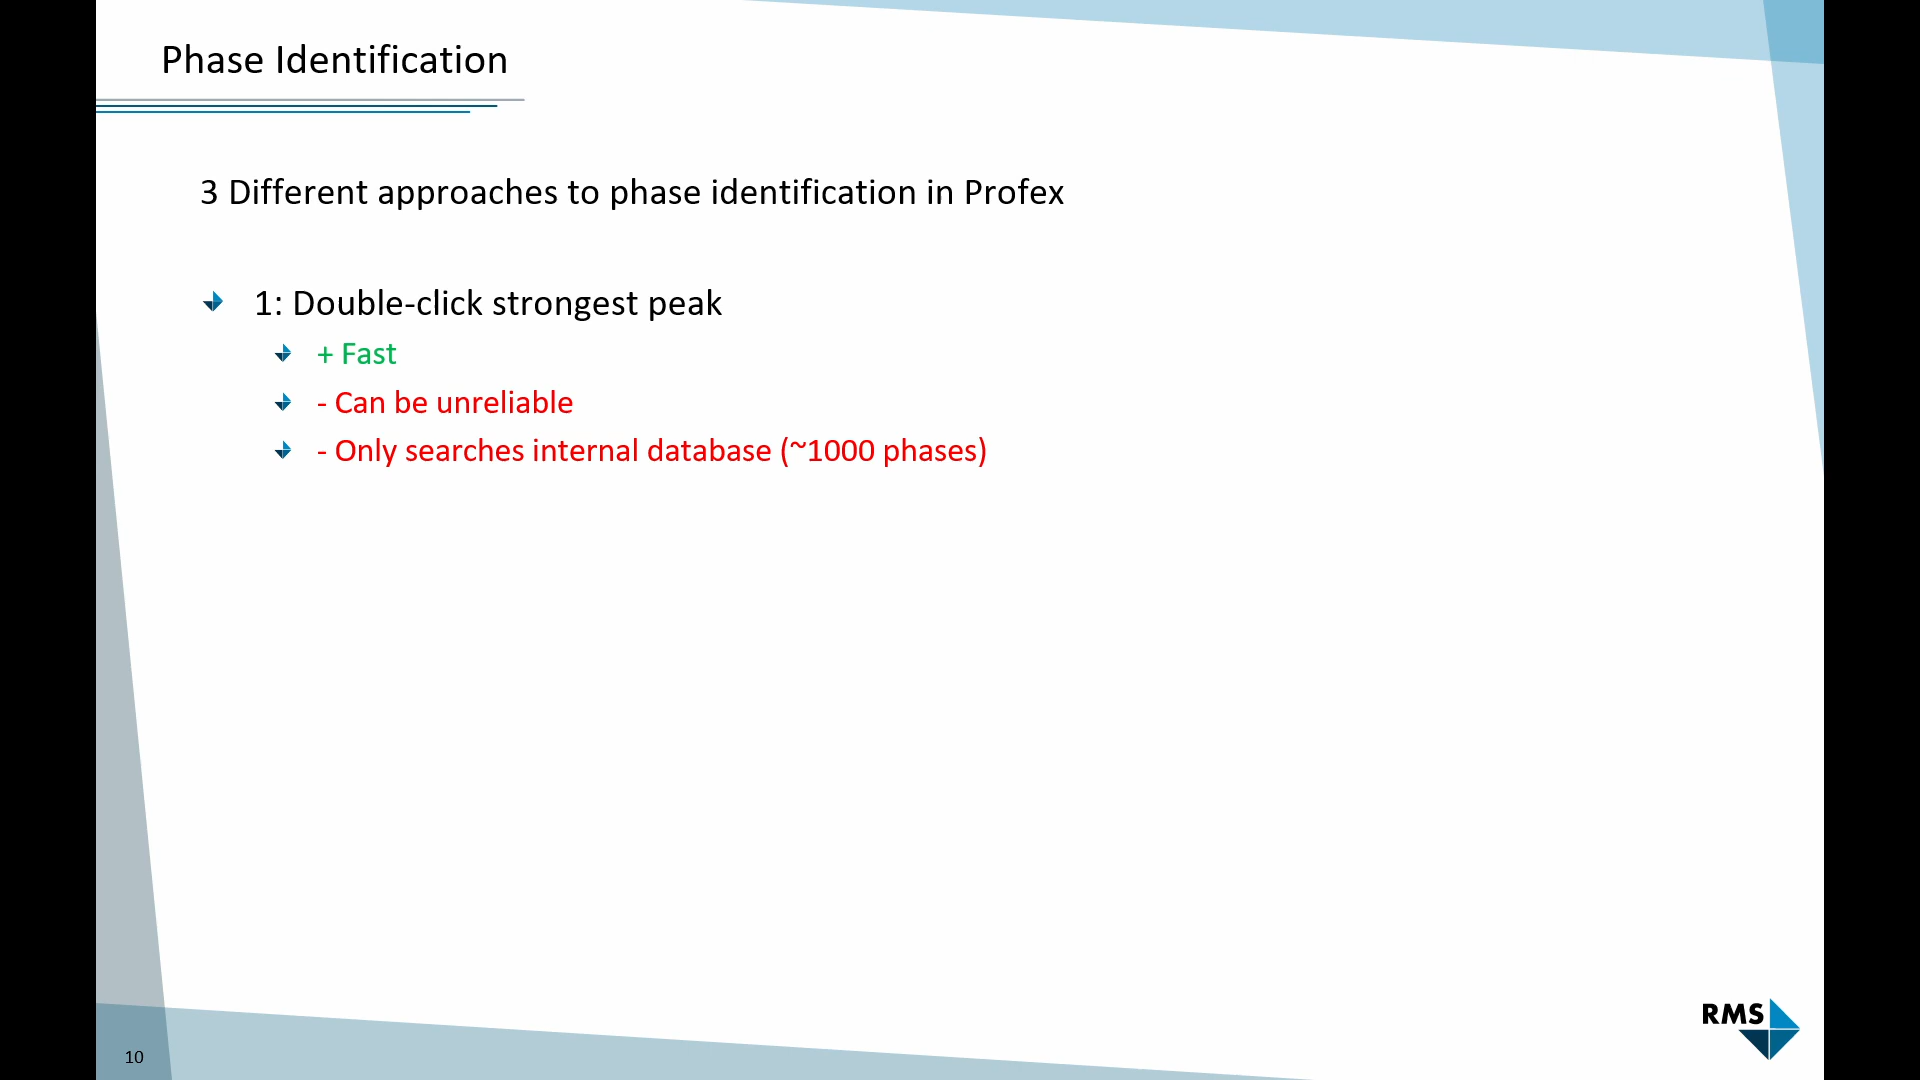 Phase Identification
3 Different approaches to phase identification in Profex
1: Double-click strongest peak
+ Fast
- Can be unreliable
- Only searches internal database (~1000 phases)
RMS
10